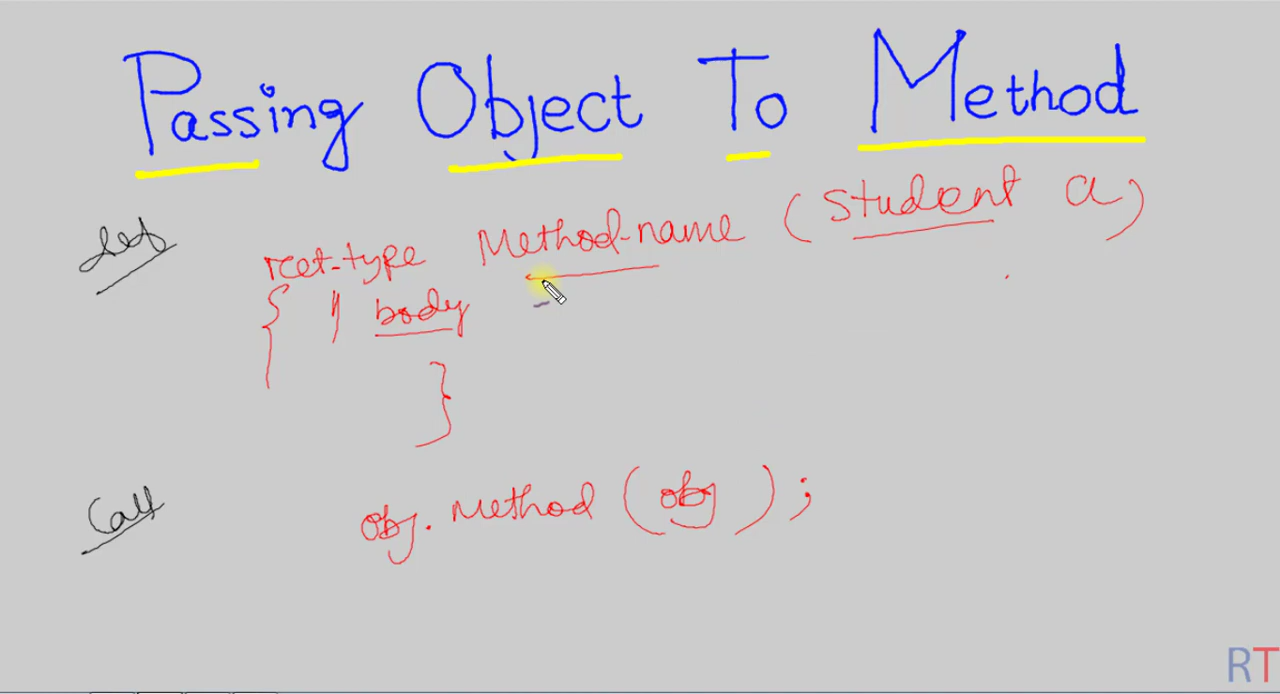 Passing Object To Method
Def
ret-type Method-name (Student a)
{ // body
}
Call
obj.Method (obj);
RT